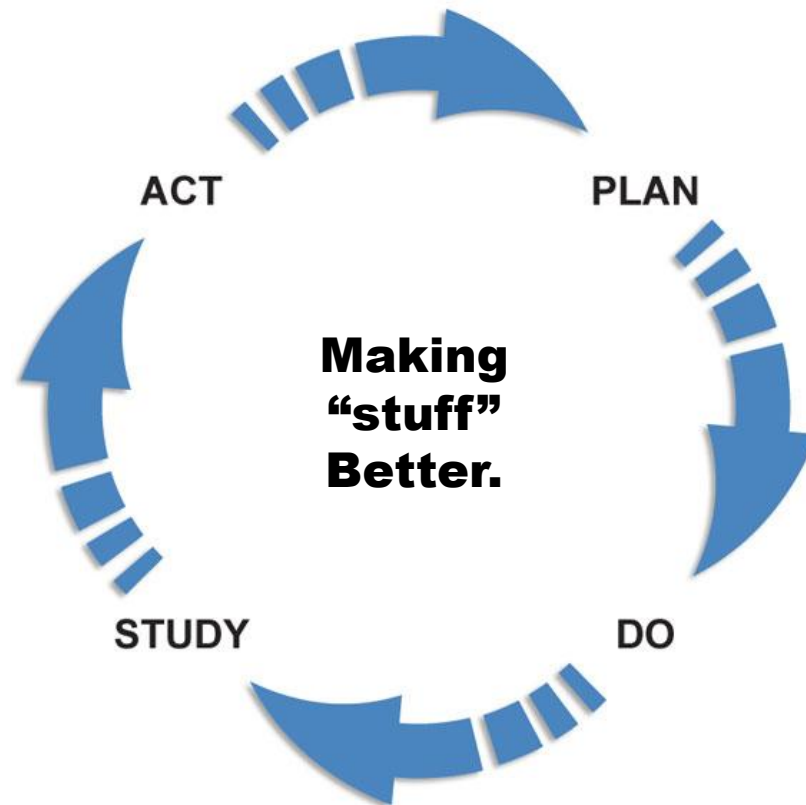 ACT
PLAN
Making
“stuff”
Better.
STUDY
DO